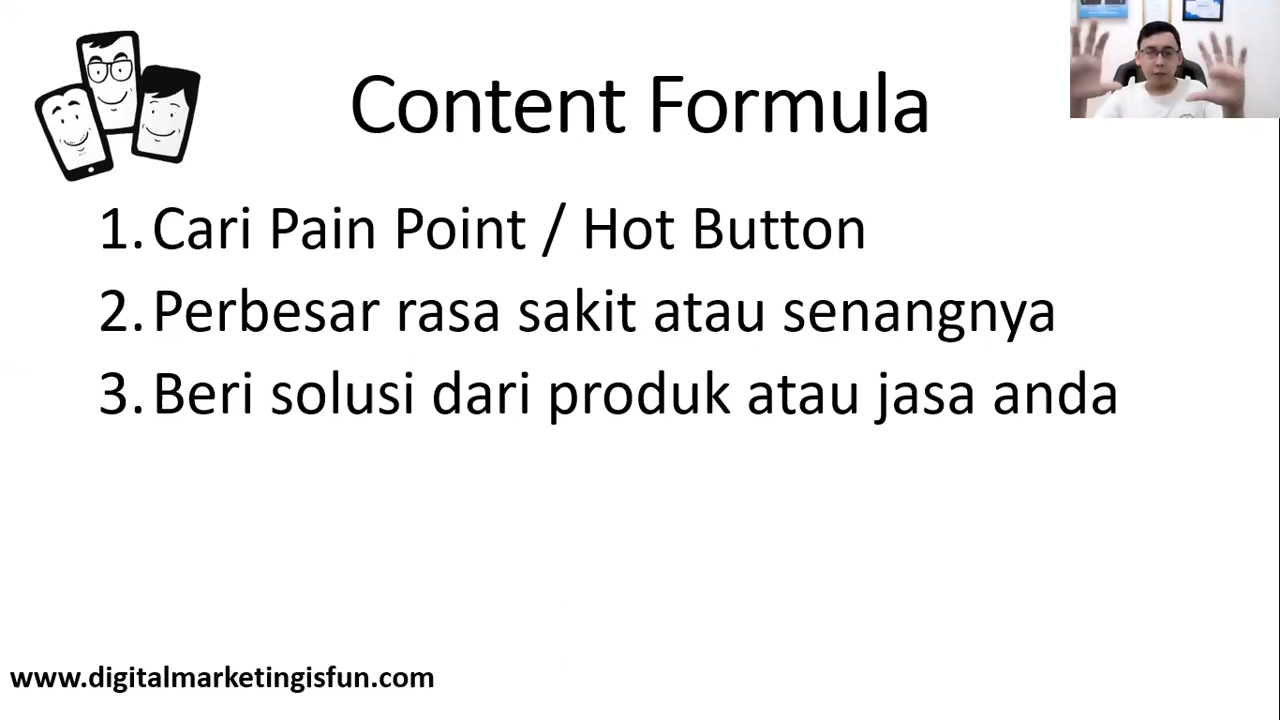 Content Formula
1. Cari Pain Point / Hot Button
2. Perbesar rasa sakit atau senangnya
3. Beri solusi dari produk atau jasa anda
www.digitalmarketingisfun.com